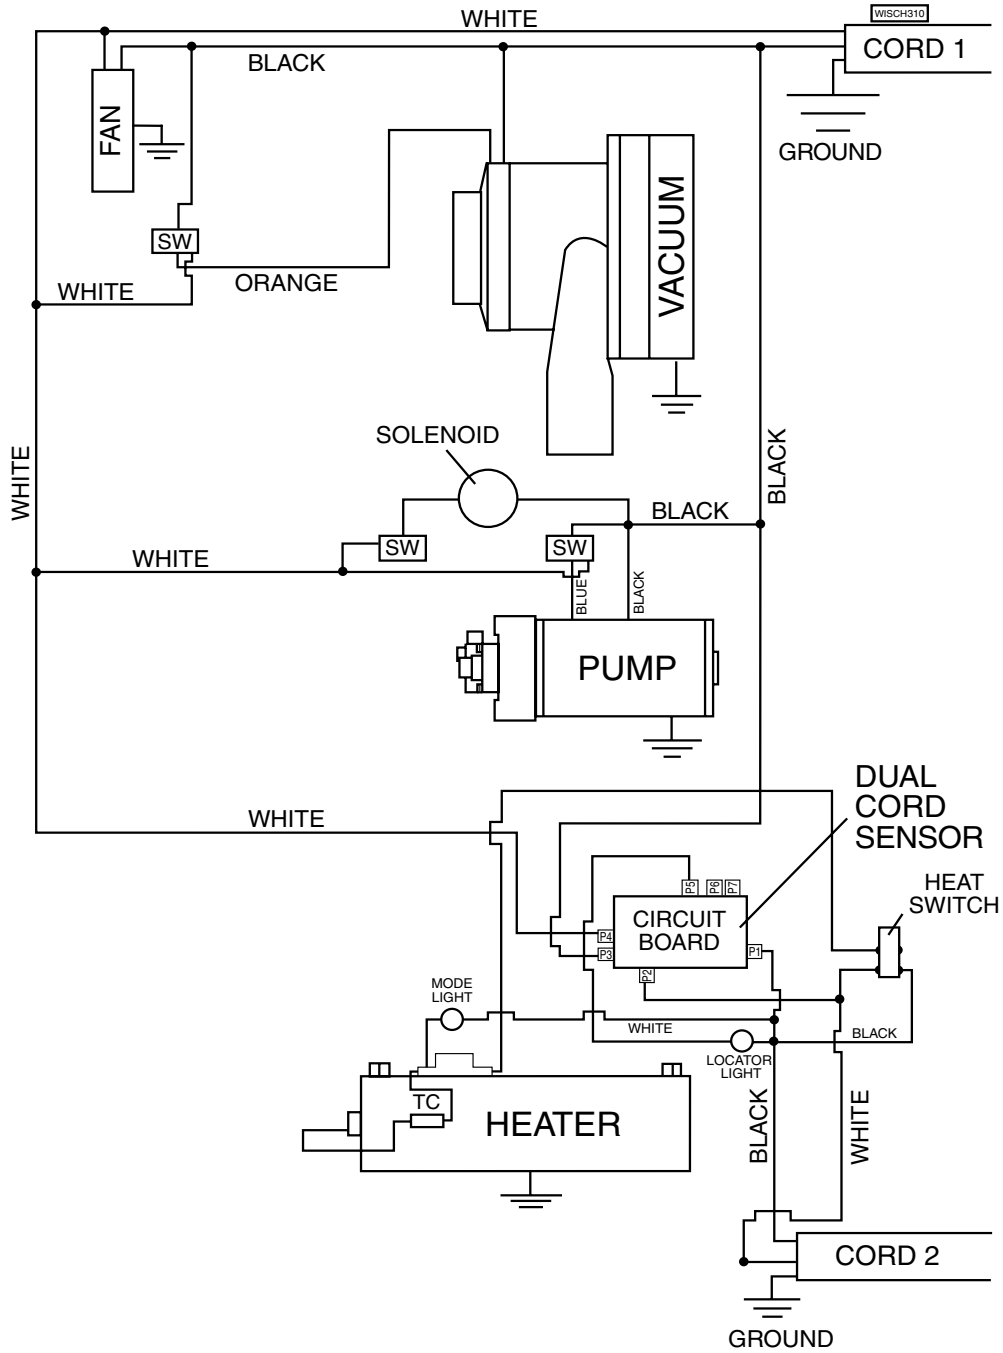 WHITE
WISCH310
CORD 1
BLACK
FAN
GROUND
SW
VACUUM
ORANGE
WHITE
SOLENOID
WHITE
BLACK
BLACK
SW
SW
WHITE
BLUE
BLACK
PUMP
DUAL
CORD
SENSOR
WHITE
HEAT
SWITCH
P5
P6
P7
CIRCUIT
BOARD
P4
P3
P1
P2
MODE
LIGHT
WHITE
BLACK
LOCATOR
LIGHT
TC
HEATER
BLACK
WHITE
CORD 2
GROUND